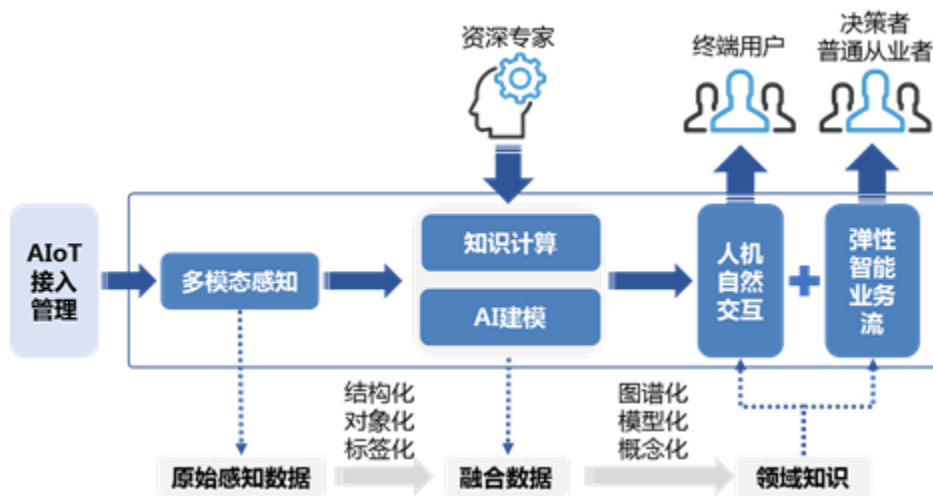 资深专家
终端用户
决策者
普通从业者
AIoT
接入
管理
多模态感知
知识计算
AI建模
人机
自然
交互
弹性
智能
业务
流
结构化
对象化
标签化
图谱化
模型化
概念化
原始感知数据
融合数据
领域知识